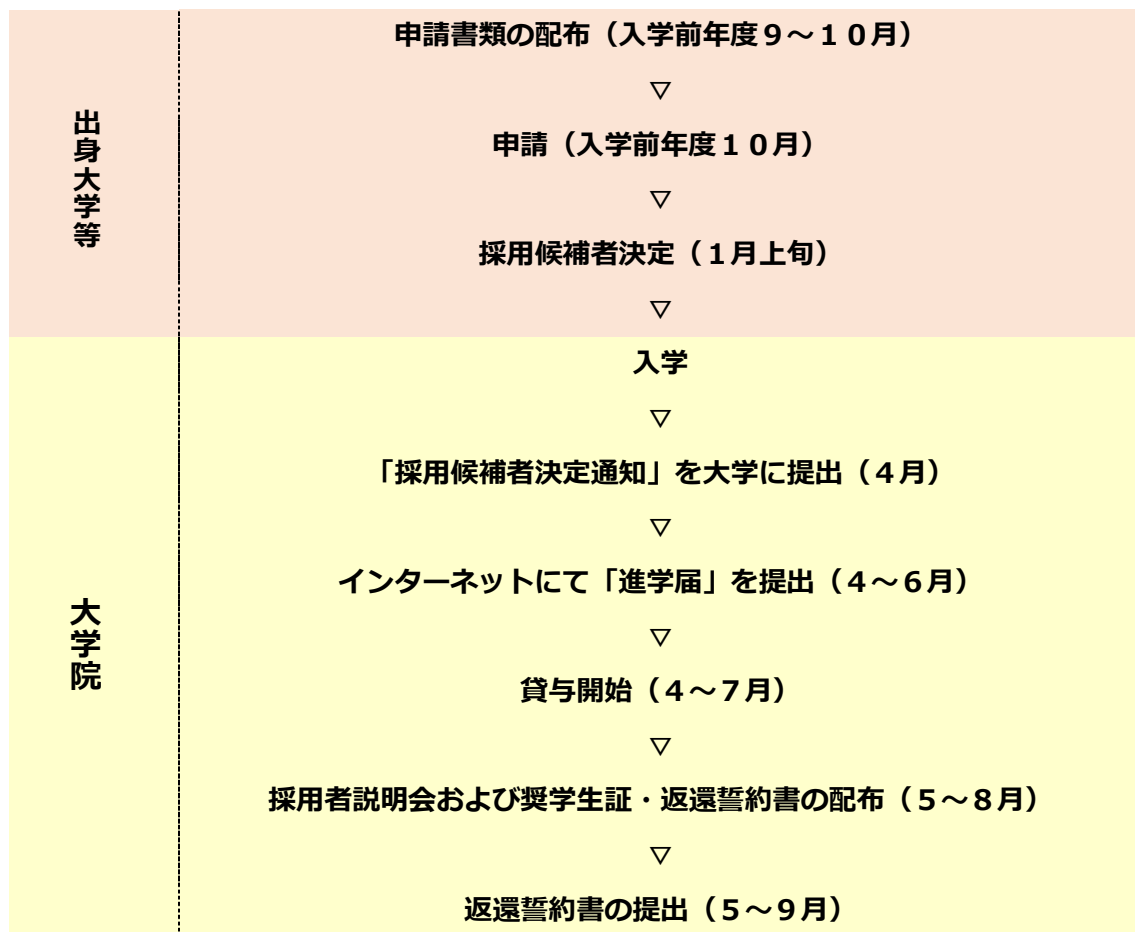 出身大学等
申請書類の配布（入学前年度９～１０月）
▽
申請（入学前年度１０月）
▽
採用候補者決定（１月上旬）
▽
大学院
入学
▽
「採用候補者決定通知」を大学に提出（４月）
▽
インターネットにて「進学届」を提出（４～６月）
▽
貸与開始（４～７月）
▽
採用者説明会および奨学生証・返還誓約書の配布（５～８月）
▽
返還誓約書の提出（５～９月）